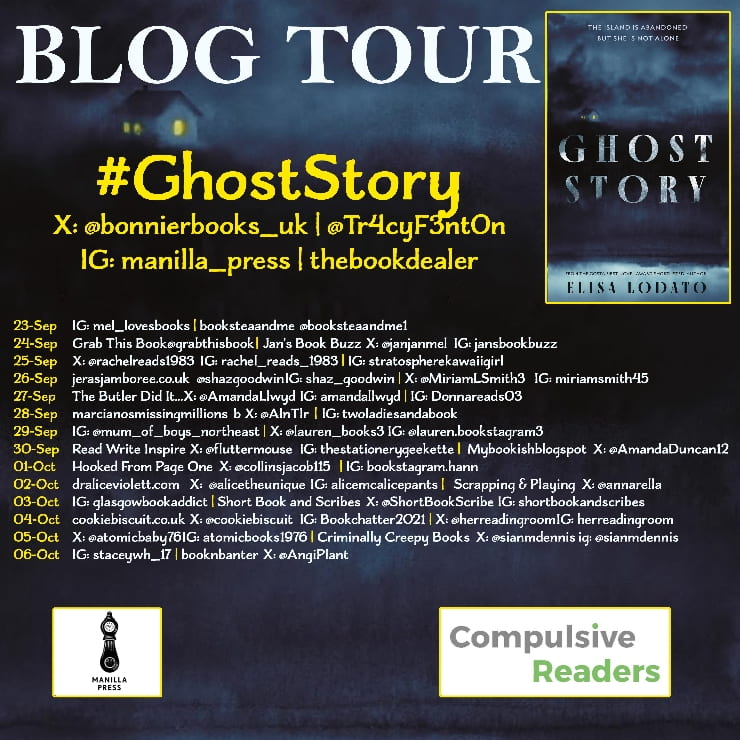 BLOG TOUR
THE ISLAND IS ABANDONED
BUT SHE IS NOT ALONE
GHOST
STORY
ELISA LODATO
#GhostStory
X: @bonnierbooks_uk | @Tr4cyF3ntOn
IG: manilla_press | thebookdealer
23-Sep IG: mel_lovesbooks | booksteaandme @booksteaandme1
24-Sep Grab This Book@grabthisbook| Jan's Book Buzz X: @janjanmel IG: jansbookbuzz
25-Sep X: @rachelreads1983 IG: rachel_reads_1983 | IG: stratospherekawaiigirl
26-Sep jerasjamboree.co.uk @shazgoodwinIG: shaz_goodwin | X: @MiriamLSmith3 IG: miriamsmith45
27-Sep The Butler Did It...X: @AmandaLlwyd IG: amandallwyd | IG: Donnareads03
28-Sep marcianosmissingmillions b X: @AlnTlr | IG: twoladiesandabook
29-Sep IG: @mum_of_boys_northeast | X: @lauren_books3 IG: @lauren.bookstagram3
30-Sep Read Write Inspire X: @fluttermouse IG: thestationerygeekette | Mybookishblogspot X: @AmandaDuncan12
01-Oct Hooked From Page One X: @collinsjacob115 | IG: bookstagram.hann
02-Oct draliceviolett.com X: @alicetheunique IG: alicemcalicepants | Scrapping & Playing X: @annarella
03-Oct IG: glasgowbookaddict | Short Book and Scribes X: @ShortBookScribe IG: shortbookandscribes
04-Oct cookiebiscuit.co.uk X: @cookiebiscuit IG: Bookchatter2021 | X: @herreadingroomIG: herreadingroom
05-Oct X: @atomicbaby76IG: atomicbooks1976 | Criminally Creepy Books X: @sianmdennis ig: @sianmdennis
06-Oct IG: staceywh_17 | booknbanter X: @AngiPlant
MANILLA
PRESS
Compulsive
Readers